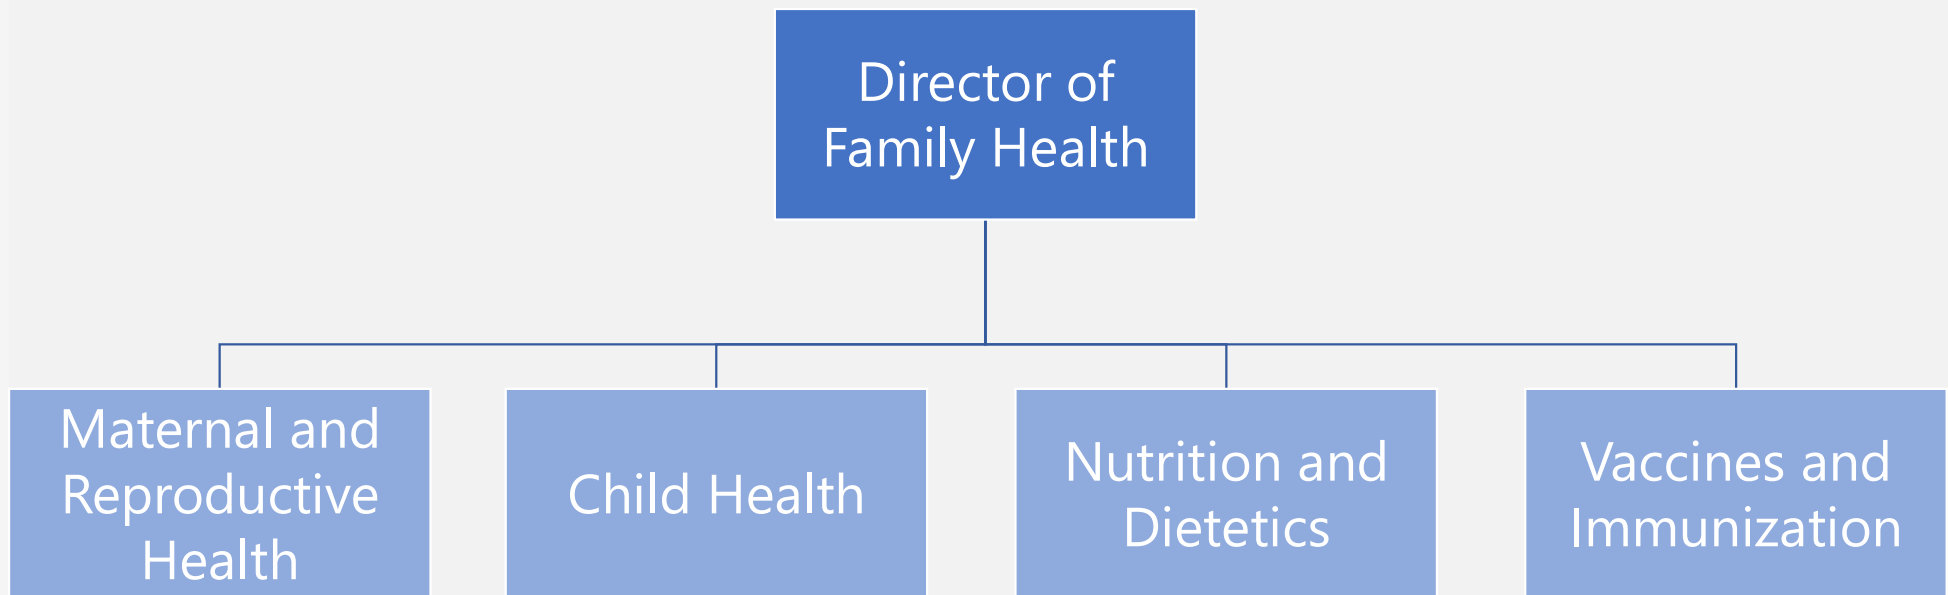 Director of
Family Health
Maternal and
Reproductive
Health
Child Health
Nutrition and
Dietetics
Vaccines and
Immunization